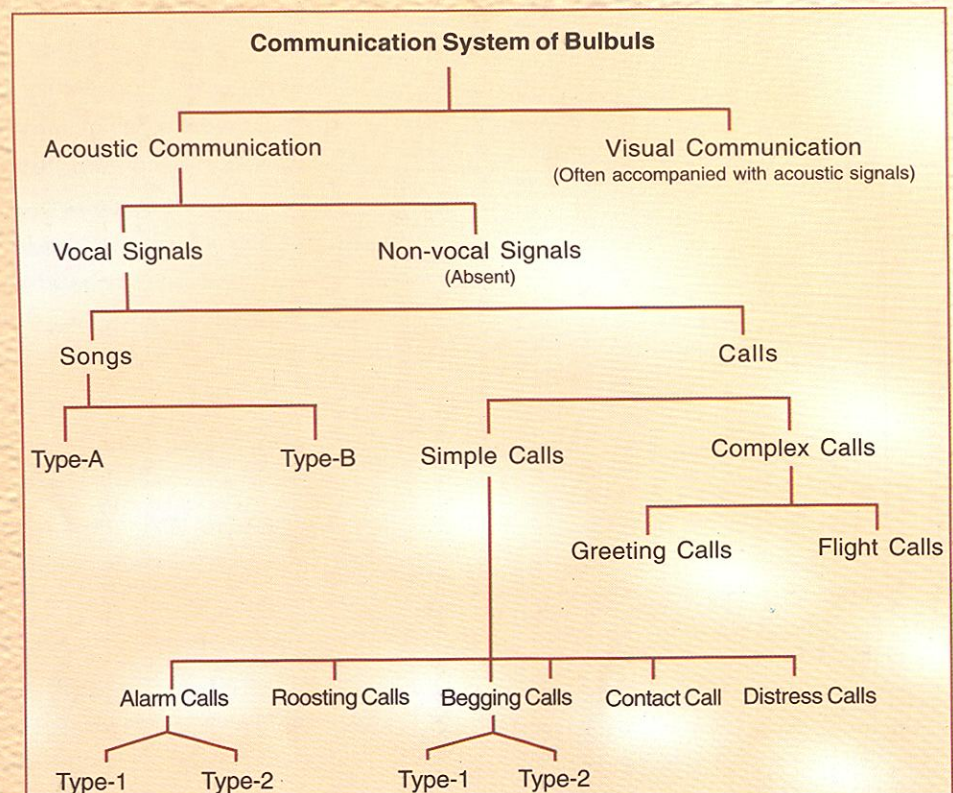 Communication System of Bulbuls
Acoustic Communication
Visual Communication
(Often accompanied with acoustic signals)
Vocal Signals
Non-vocal Signals
(Absent)
Songs
Calls
Type-A
Type-B
Simple Calls
Complex Calls
Greeting Calls
Flight Calls
Alarm Calls
Roosting Calls
Begging Calls
Contact Call
Distress Calls
Type-1
Type-2
Type-1
Type-2